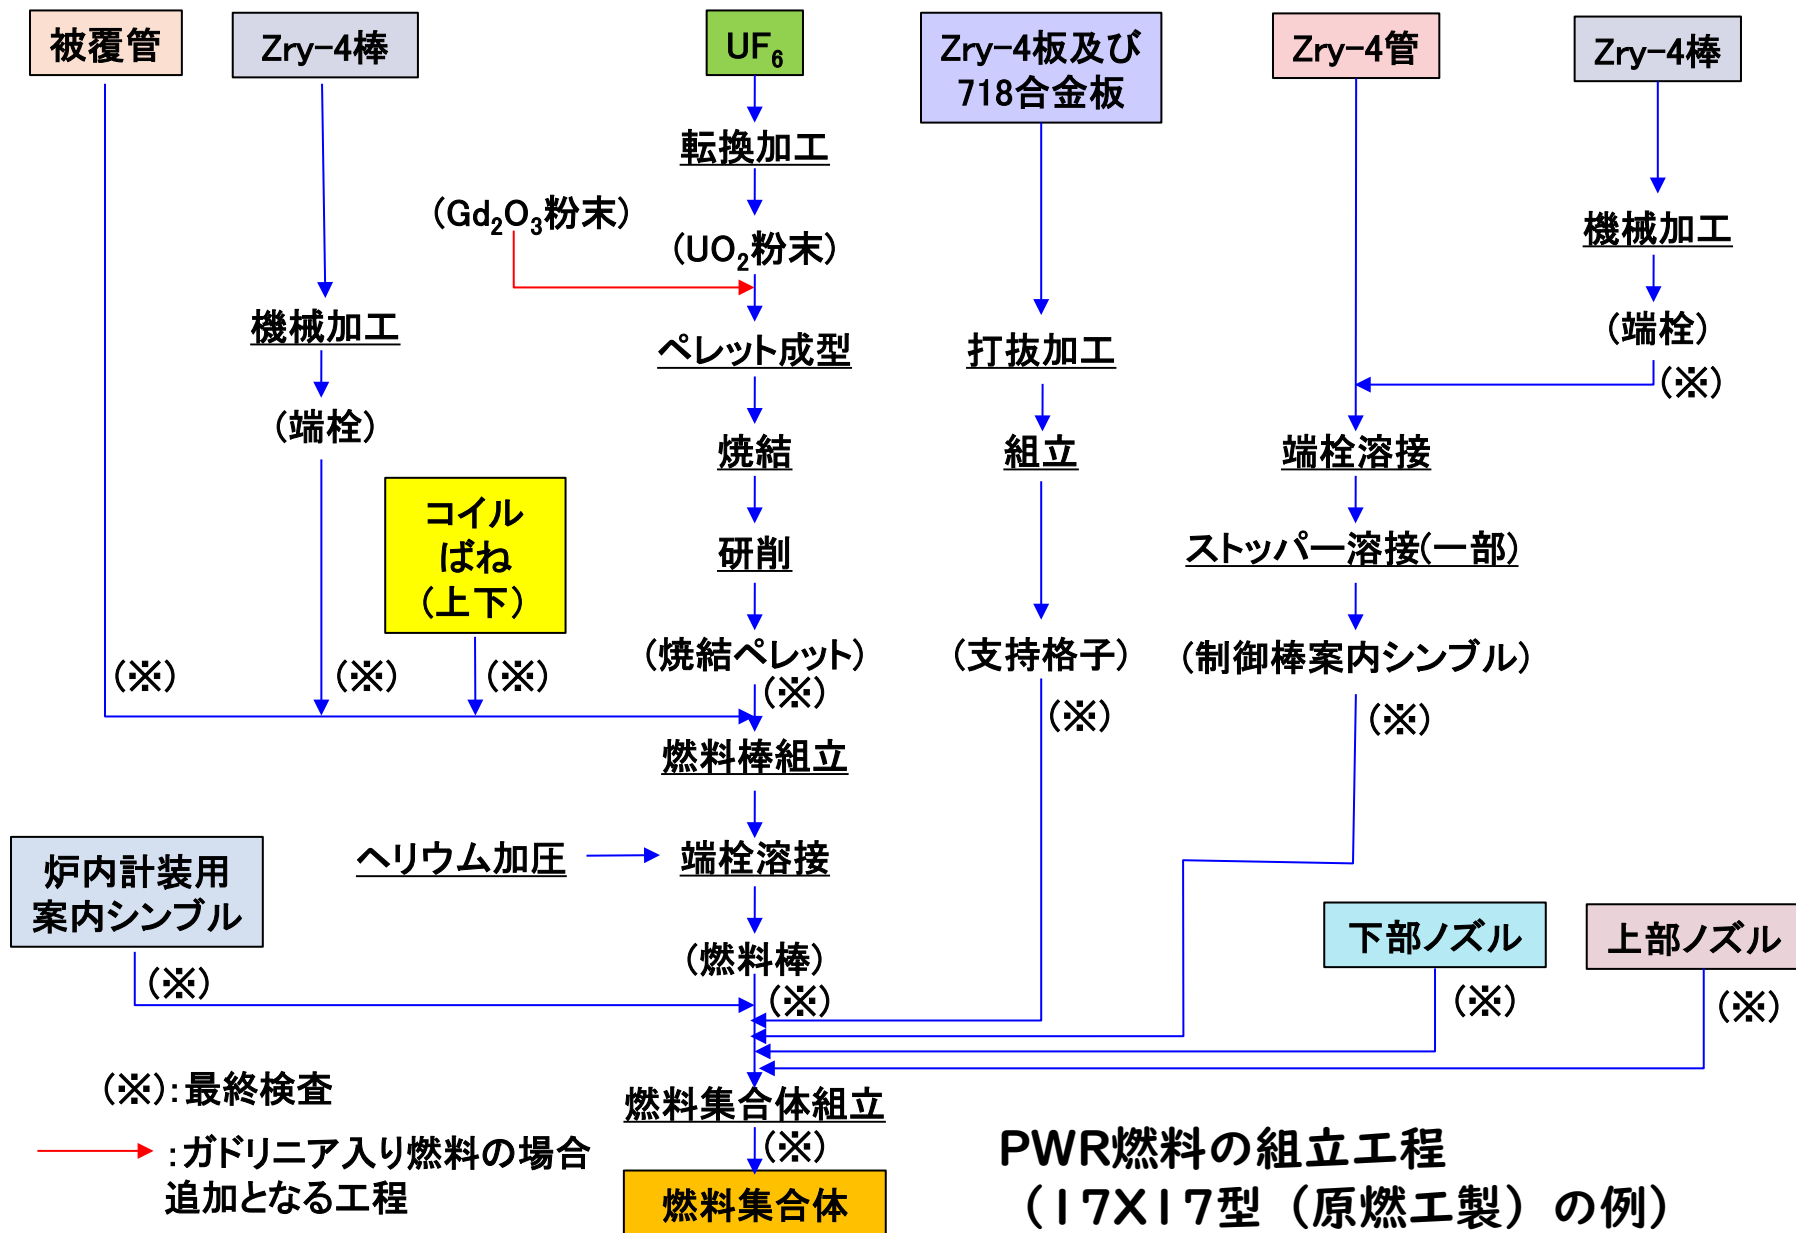 被覆管
Zry-4棒
UF6
Zry-4板及び
718合金板
Zry-4管
Zry-4棒
転換加工
(Gd2O3粉末)
(UO2粉末)
機械加工
機械加工
(端栓)
ペレット成型
打抜加工
(※)
(端栓)
焼結
組立
端栓溶接
コイル
ばね
(上下)
研削
ストッパー溶接(一部)
(焼結ペレット)
(支持格子)
(制御棒案内シンブル)
(※)
(※)
(※)
(※)
(※)
(※)
燃料棒組立
炉内計装用
案内シンブル
ヘリウム加圧
端栓溶接
下部ノズル
上部ノズル
(燃料棒)
(※)
(※)
(※)
(※)
(※):最終検査
燃料集合体組立
(※)
:ガドリニア入り燃料の場合
追加となる工程
燃料集合体
PWR燃料の組立工程
(17X17型(原燃工製)の例)